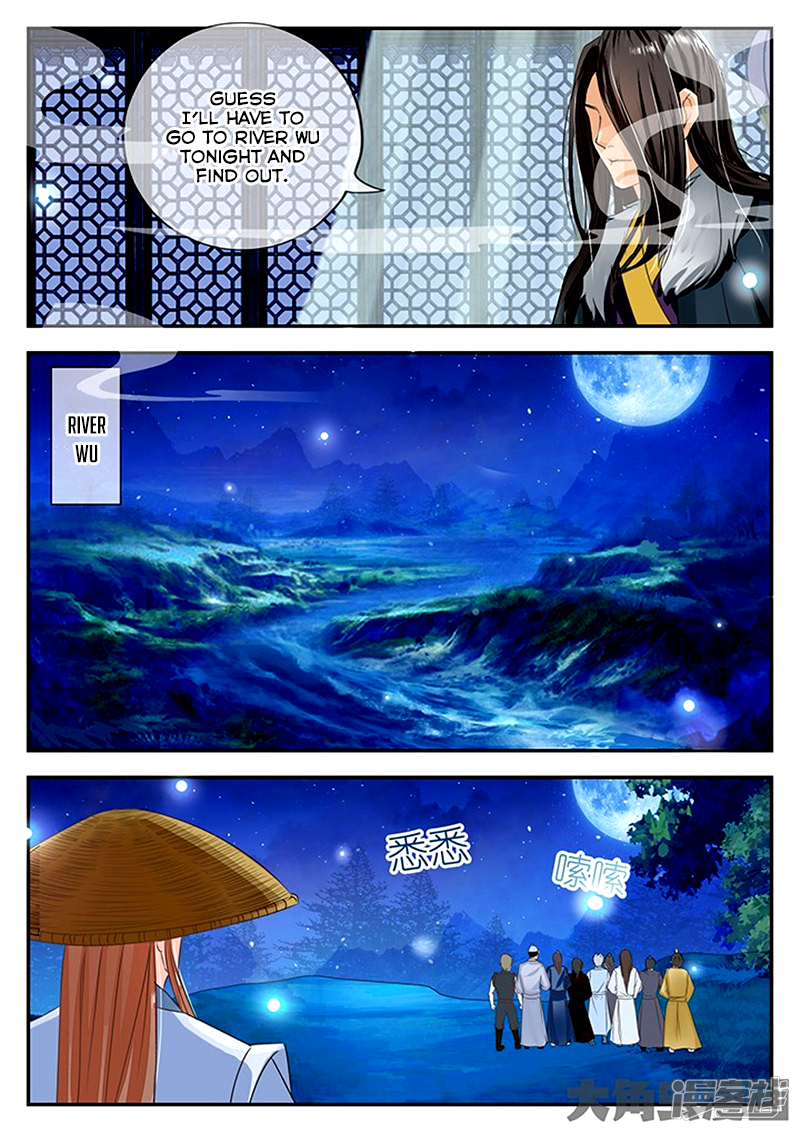 GUESS
I'LL HAVE TO
GO TO RIVER WU
TONIGHT AND
FIND OUT.
RIVER
WU
悉悉
嗦嗦
大角虫漫画